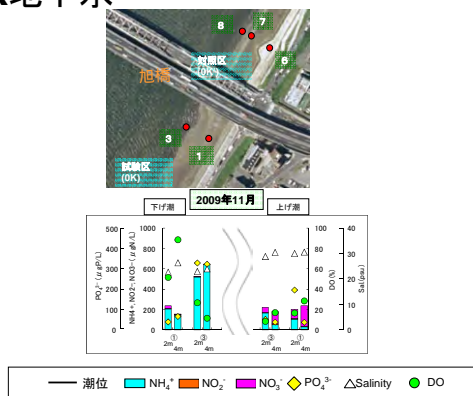 地下水
8
7
対照区
(0K)
6
旭橋
3
1
試験区
(0K)
2009年11月
下げ潮
上げ潮
PO₄³⁻ (μgP/L)
500
400
300
200
100
0
NH4+, NO2-, NO3- (μgN/L)
1000
800
600
400
200
0
100
80
60
40
20
0
DO(%)
40
30
20
10
0
Sal(psu)
① ③ ③ ①
2m 4m 2m 4m 2m 4m 2m 4m
潮位 NH₄⁺ NO₂⁻ NO₃⁻ PO₄³⁻ Salinity DO